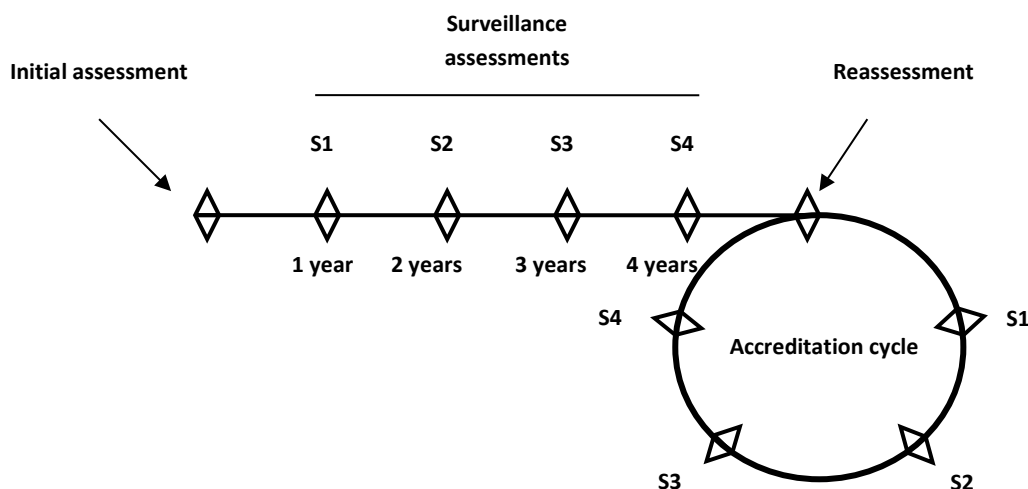 Surveillance
assessments
Initial assessment
Reassessment
S1 S2 S3 S4
1 year 2 years 3 years 4 years
S4 S1
Accreditation cycle
S3 S2